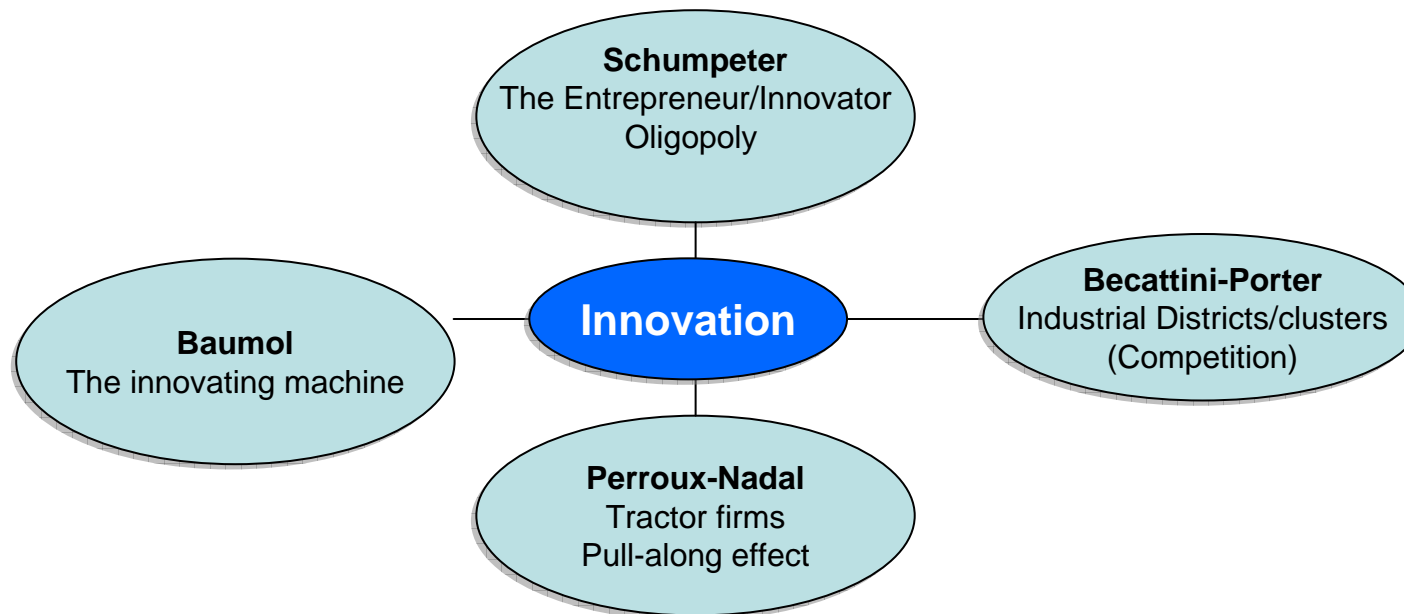 Schumpeter
The Entrepreneur/Innovator
Oligopoly
Innovation
Becattini-Porter
Industrial Districts/clusters
(Competition)
Baumol
The innovating machine
Perroux-Nadal
Tractor firms
Pull-along effect